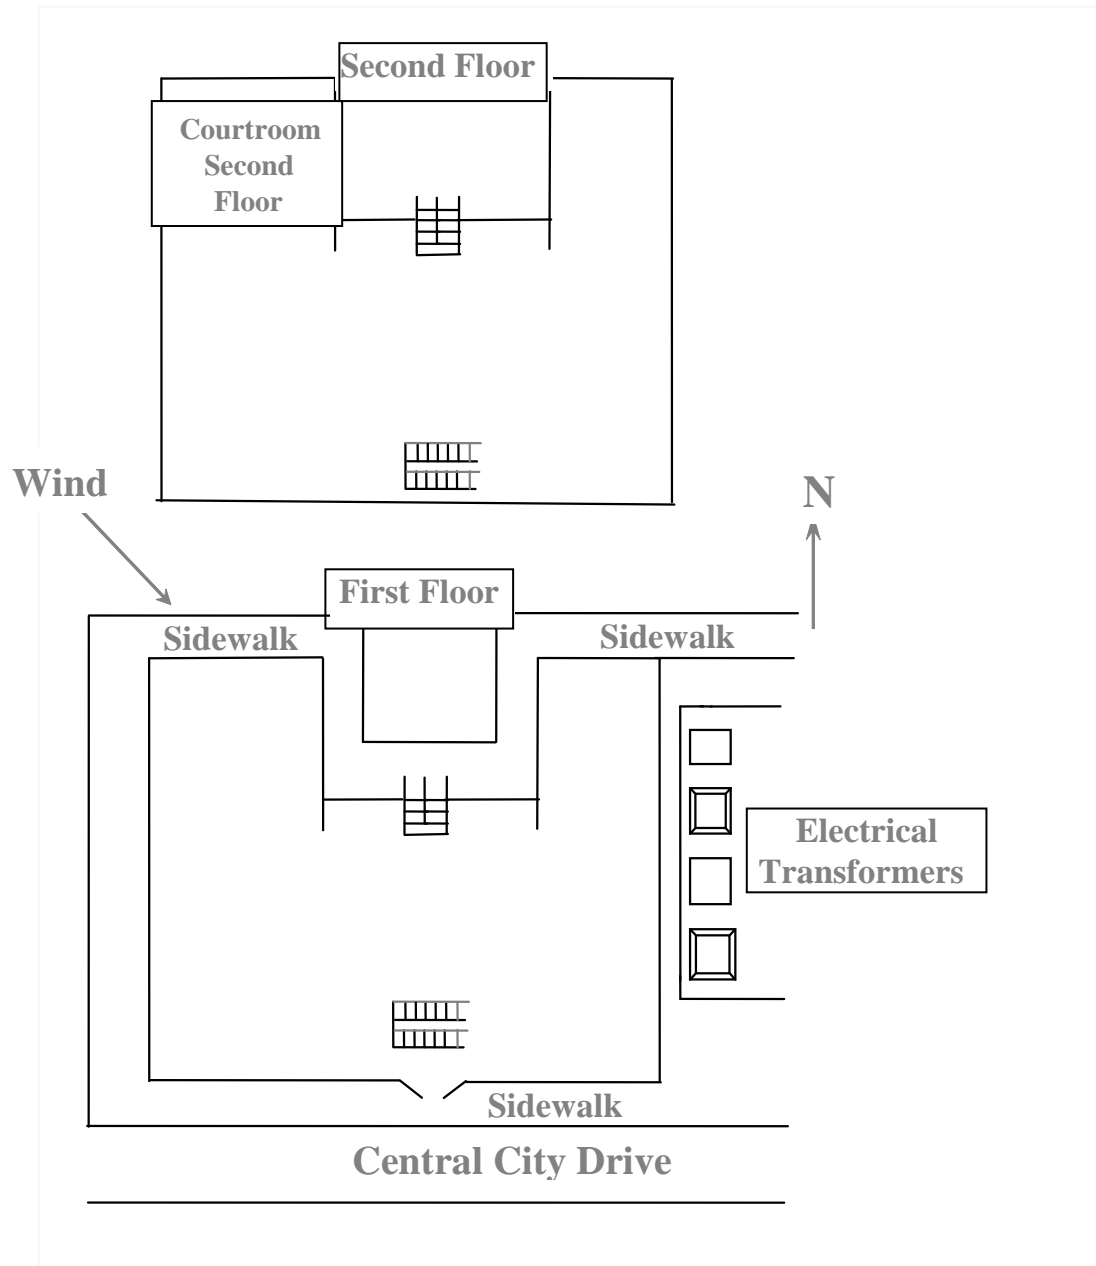 Second Floor
Courtroom
Second
Floor
Wind
N
First Floor
Sidewalk
Sidewalk
Electrical
Transformers
Sidewalk
Central City Drive